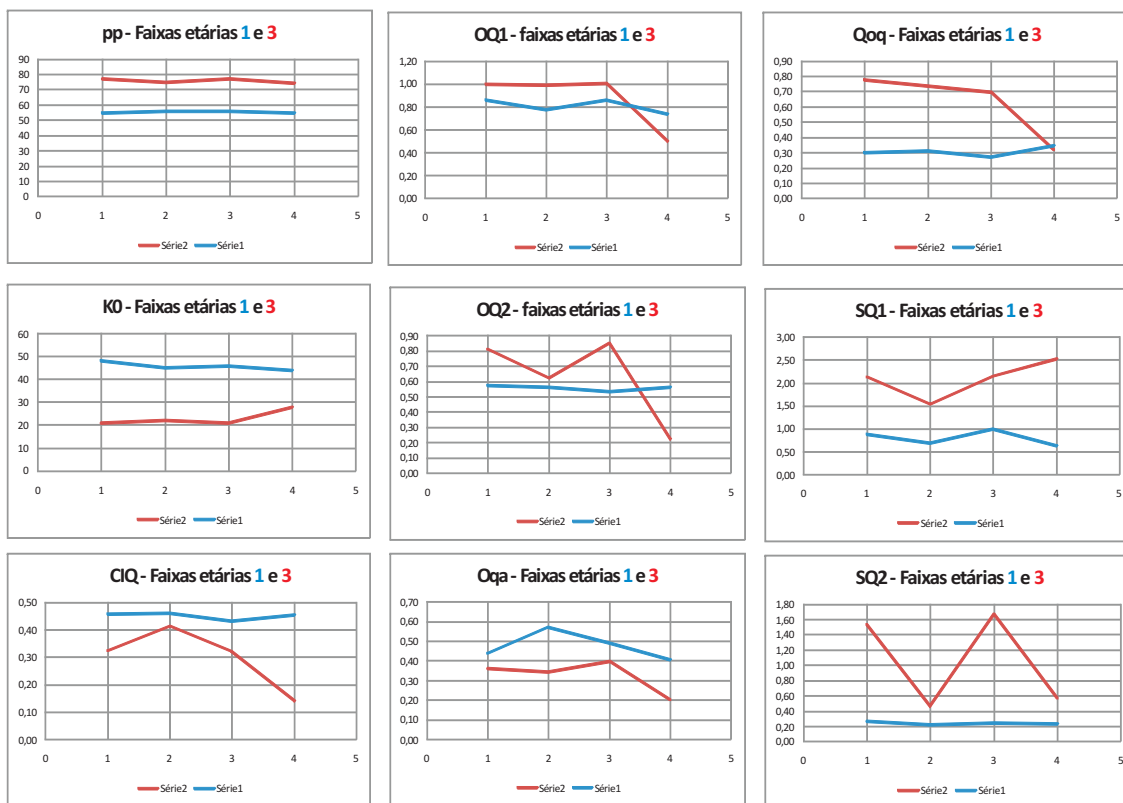 pp - Faixas etárias 1 e 3
90
80
70
60
50
40
30
20
10
0
0 1 2 3 4 5
Série2 Série1
OQ1 - faixas etárias 1 e 3
1,20
1,00
0,80
0,60
0,40
0,20
0,00
0 1 2 3 4 5
Série2 Série1
Qoq - Faixas etárias 1 e 3
0,90
0,80
0,70
0,60
0,50
0,40
0,30
0,20
0,10
0,00
0 1 2 3 4 5
Série2 Série1
K0 - Faixas etárias 1 e 3
60
50
40
30
20
10
0
0 1 2 3 4 5
Série2 Série1
OQ2 - faixas etárias 1 e 3
0,90
0,80
0,70
0,60
0,50
0,40
0,30
0,20
0,10
0,00
0 1 2 3 4 5
Série2 Série1
SQ1 - Faixas etárias 1 e 3
3,00
2,50
2,00
1,50
1,00
0,50
0,00
0 1 2 3 4 5
Série2 Série1
CIQ - Faixas etárias 1 e 3
0,50
0,40
0,30
0,20
0,10
0,00
0 1 2 3 4 5
Série2 Série1
Oqa - Faixas etárias 1 e 3
0,70
0,60
0,50
0,40
0,30
0,20
0,10
0,00
0 1 2 3 4 5
Série2 Série1
SQ2 - Faixas etárias 1 e 3
1,80
1,60
1,40
1,20
1,00
0,80
0,60
0,40
0,20
0,00
0 1 2 3 4 5
Série2 Série1